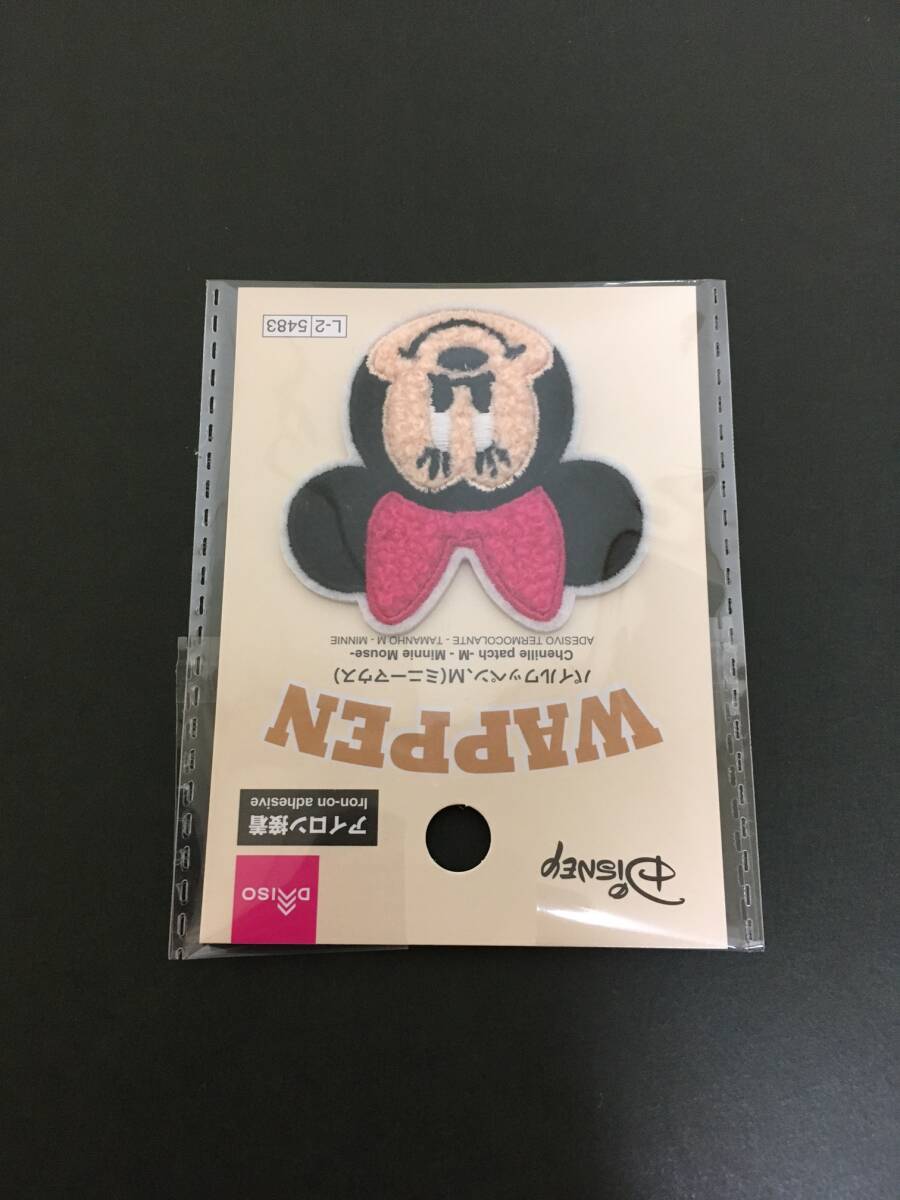 Disney
DAISO
アイロン接着
Iron-on adhesive
WAPPEN
パイルワッペン、M(ミニーマウス)
Chenille patch -M - Minnie Mouse-
ADESIVO TERMOCOLANTE - TAMANHO M - MINNIE
L-2 5483